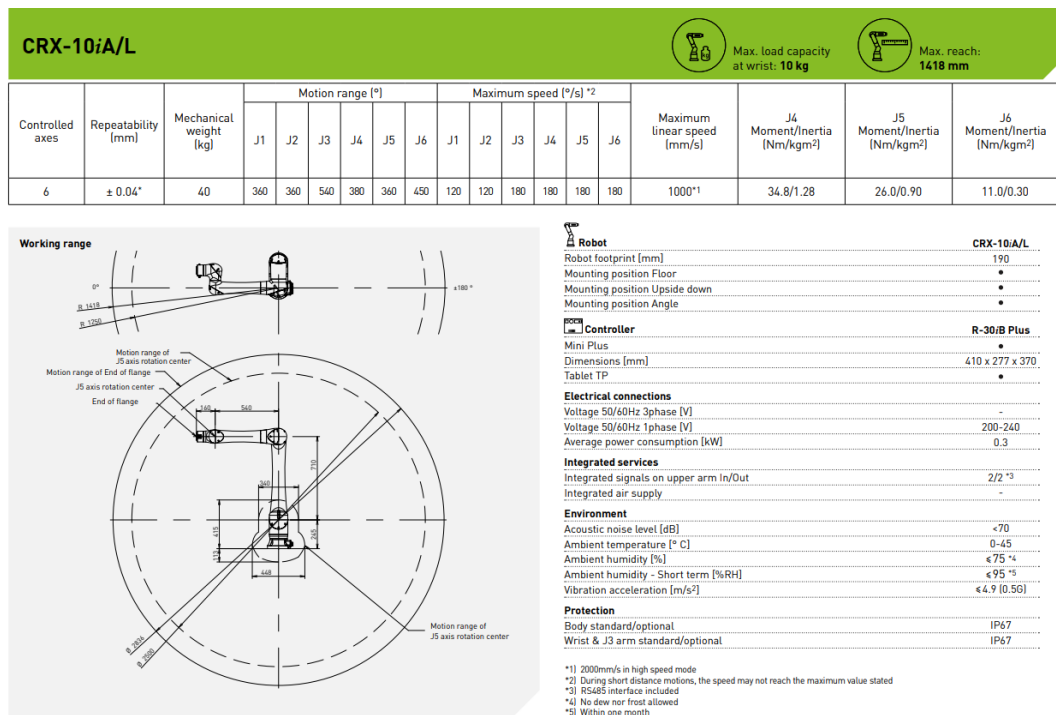 CRX-10iA/L
Max. load capacity
at wrist: 10 kg
Max. reach:
1418 mm
Controlled axes
Repeatability (mm)
Mechanical weight (kg)
Motion range (°)
J1 J2 J3 J4 J5 J6
Maximum speed (°/s) *2
J1 J2 J3 J4 J5 J6
Maximum linear speed (mm/s)
J4 Moment/Inertia (Nm/kgm²)
J5 Moment/Inertia (Nm/kgm²)
J6 Moment/Inertia (Nm/kgm²)
6 ± 0.04* 40 360 360 540 380 360 450 120 120 180 180 180 180 1000*1 34.8/1.28 26.0/0.90 11.0/0.30
Working range
0°
±180 °
R 1418
R 1250
Motion range of
J5 axis rotation center
Motion range of End of flange
J5 axis rotation center
End of flange
160
540
710
340
415
245
113
448
Motion range of
J5 axis rotation center
Ø 2836
Ø 2500
Robot CRX-10iA/L
Robot footprint [mm] 190
Mounting position Floor •
Mounting position Upside down •
Mounting position Angle •
Controller R-30iB Plus
Mini Plus •
Dimensions [mm] 410 x 277 x 370
Tablet TP •
Electrical connections
Voltage 50/60Hz 3phase [V] -
Voltage 50/60Hz 1phase [V] 200-240
Average power consumption [kW] 0.3
Integrated services
Integrated signals on upper arm In/Out 2/2 *3
Integrated air supply -
Environment
Acoustic noise level [dB] <70
Ambient temperature [° C] 0-45
Ambient humidity [%] ≤75 *4
Ambient humidity - Short term [%RH] ≤95 *5
Vibration acceleration [m/s²] ≤4.9 (0.5G)
Protection
Body standard/optional IP67
Wrist & J3 arm standard/optional IP67
*1) 2000mm/s in high speed mode
*2) During short distance motions, the speed may not reach the maximum value stated
*3) RS485 interface included
*4) No dew nor frost allowed
*5) Within one month